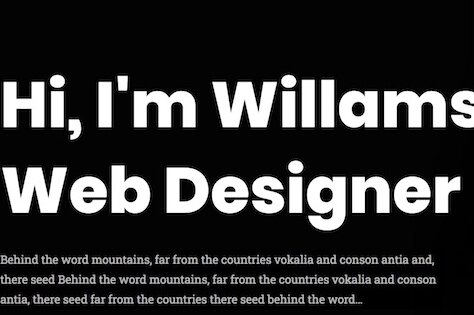 Hi, I'm Willams
Web Designer
Behind the word mountains, far from the countries vokalia and conson antia and,
there seed Behind the word mountains, far from the countries vokalia and conson
antia, there seed far from the countries there seed behind the word...